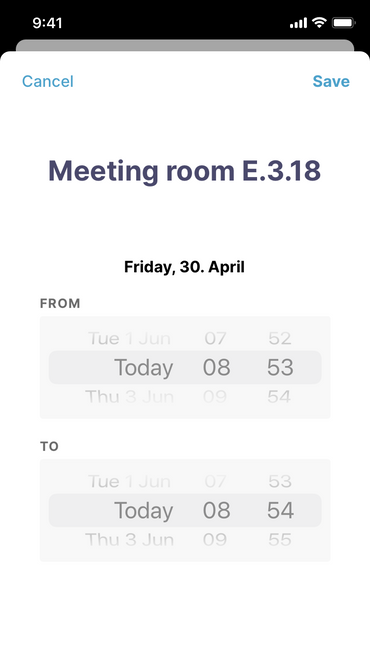 9:41
Cancel Save
Meeting room E.3.18
Friday, 30. April
FROM
Tue 1 Jun 07 52
Today 08 53
Thu 3 Jun 09 54
TO
Tue 1 Jun 07 53
Today 08 54
Thu 3 Jun 09 55